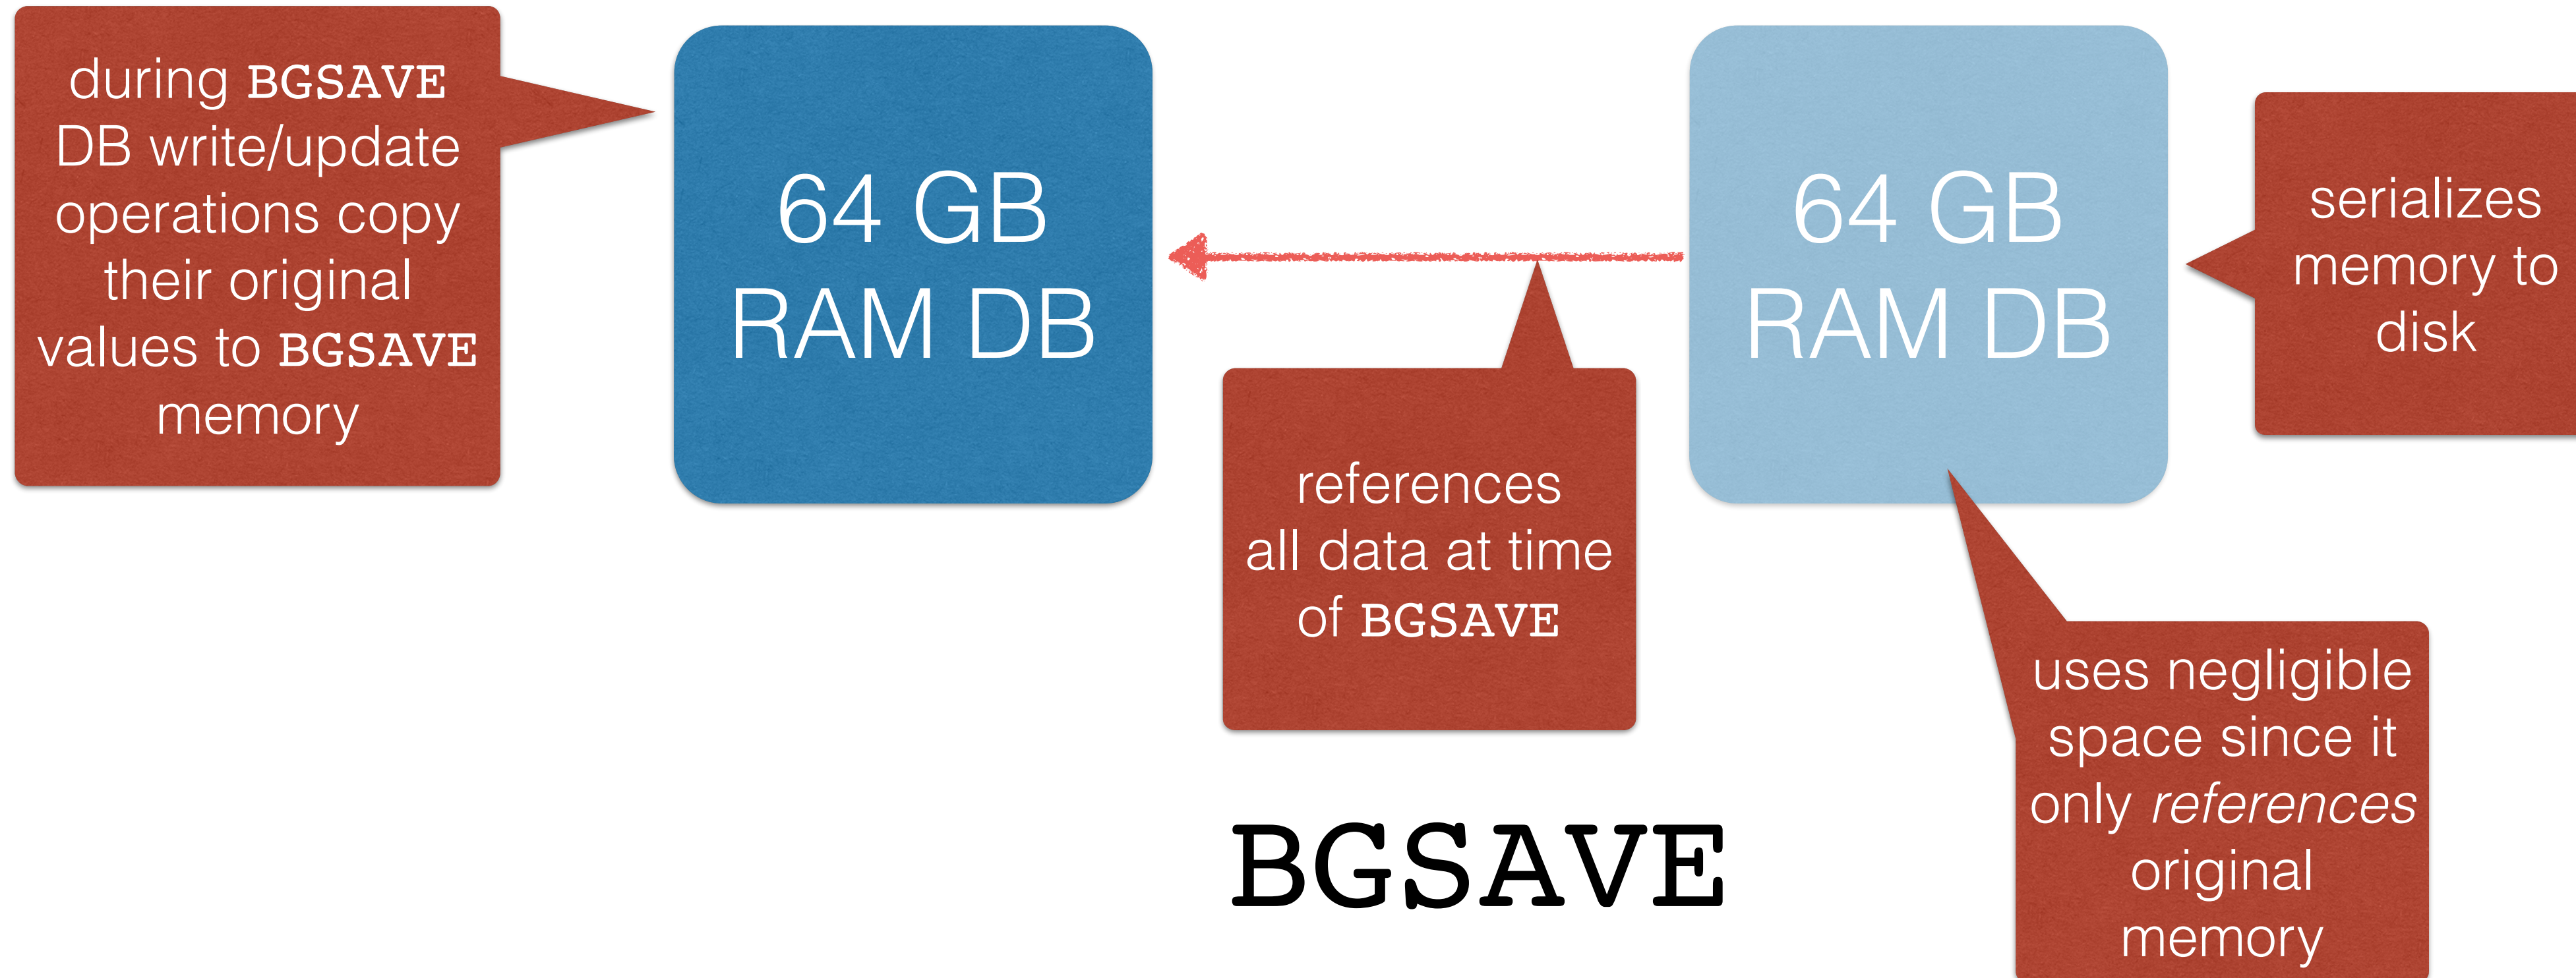 during BGSAVE
DB write/update
operations copy
their original
values to BGSAVE
memory
64 GB
RAM DB
references
all data at time
of BGSAVE
64 GB
RAM DB
serializes
memory to
disk
uses negligible
space since it
only references
original
memory
BGSAVE